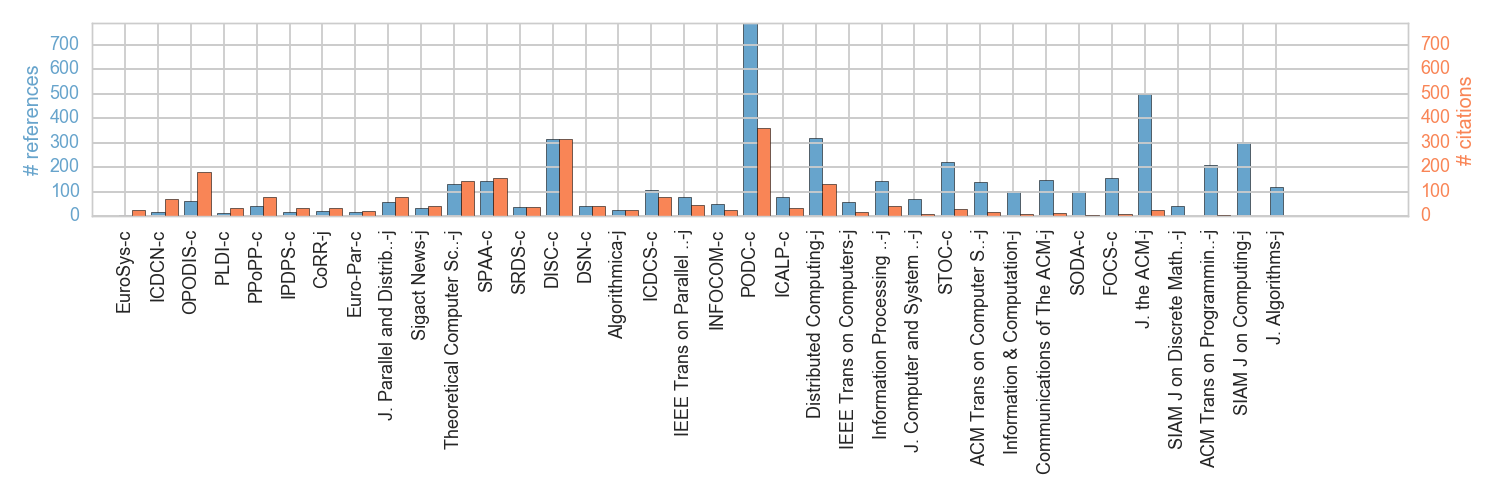 # references
700
600
500
400
300
200
100
0
# citations
700
600
500
400
300
200
100
0
EuroSys-c
ICDCN-c
OPODIS-c
PLDI-c
PPoPP-c
IPDPS-c
CoRR-j
Euro-Par-c
J. Parallel and Distrib..-j
Sigact News-j
Theoretical Computer Sc..-j
SPAA-c
SRDS-c
DISC-c
DSN-c
Algorithmica-j
ICDCS-c
IEEE Trans on Parallel ..-j
INFOCOM-c
PODC-c
ICALP-c
Distributed Computing-j
IEEE Trans on Computers-j
Information Processing ..-j
J. Computer and System ..-j
STOC-c
ACM Trans on Computer S..-j
Information & Computation-j
Communications of The ACM-j
SODA-c
FOCS-c
J. the ACM-j
SIAM J on Discrete Math..-j
ACM Trans on Programmin..-j
SIAM J on Computing-j
J. Algorithms-j